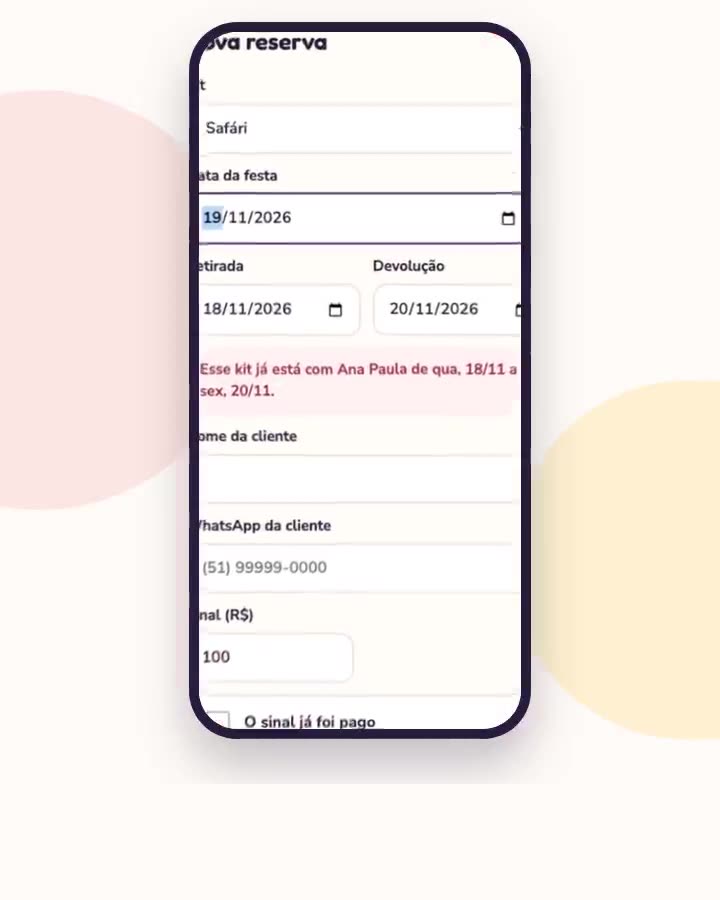 ova reserva
t
Safári
ata da festa
19/11/2026
etirada
Devolução
18/11/2026
20/11/2026
Esse kit já está com Ana Paula de qua, 18/11 a
sex, 20/11.
ome da cliente
WhatsApp da cliente
(51) 99999-0000
nal (R$)
100
O sinal já foi pago